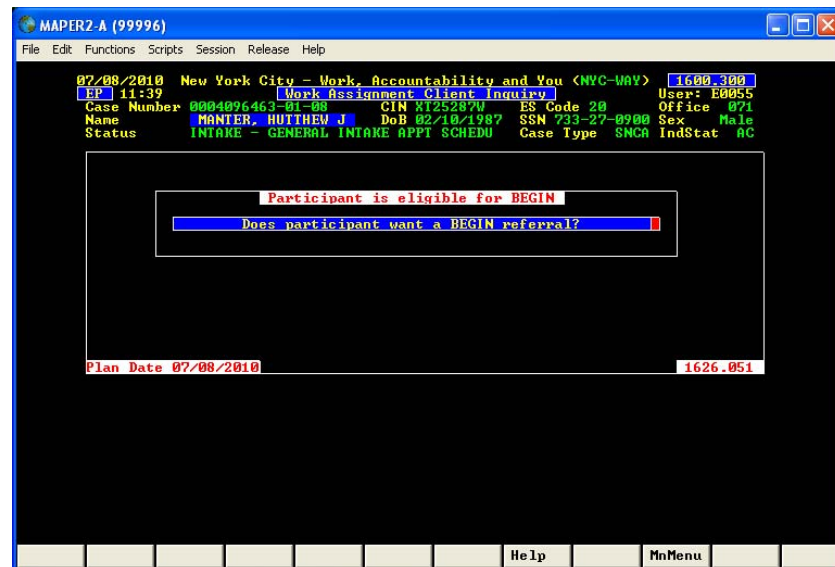 MAPER2-A (99996)
File Edit Functions Scripts Session Release Help
07/08/2010 New York City - Work, Accountability and You (NYC-WAY) 1600.300
EP 11:39 Work Assignment Client Inquiry User: E0055
Case Number 0004096463-01-08 CIN XT25287W ES Code 20 Office 071
Name MANTER, HUTTHEW J DoB 02/10/1987 SSN 733-27-0900 Sex Male
Status INTAKE - GENERAL INTAKE APPT SCHEDU Case Type SNCA IndStat AC
Participant is eligible for BEGIN
Does participant want a BEGIN referral?
Plan Date 07/08/2010 1626.051
Help MnMenu